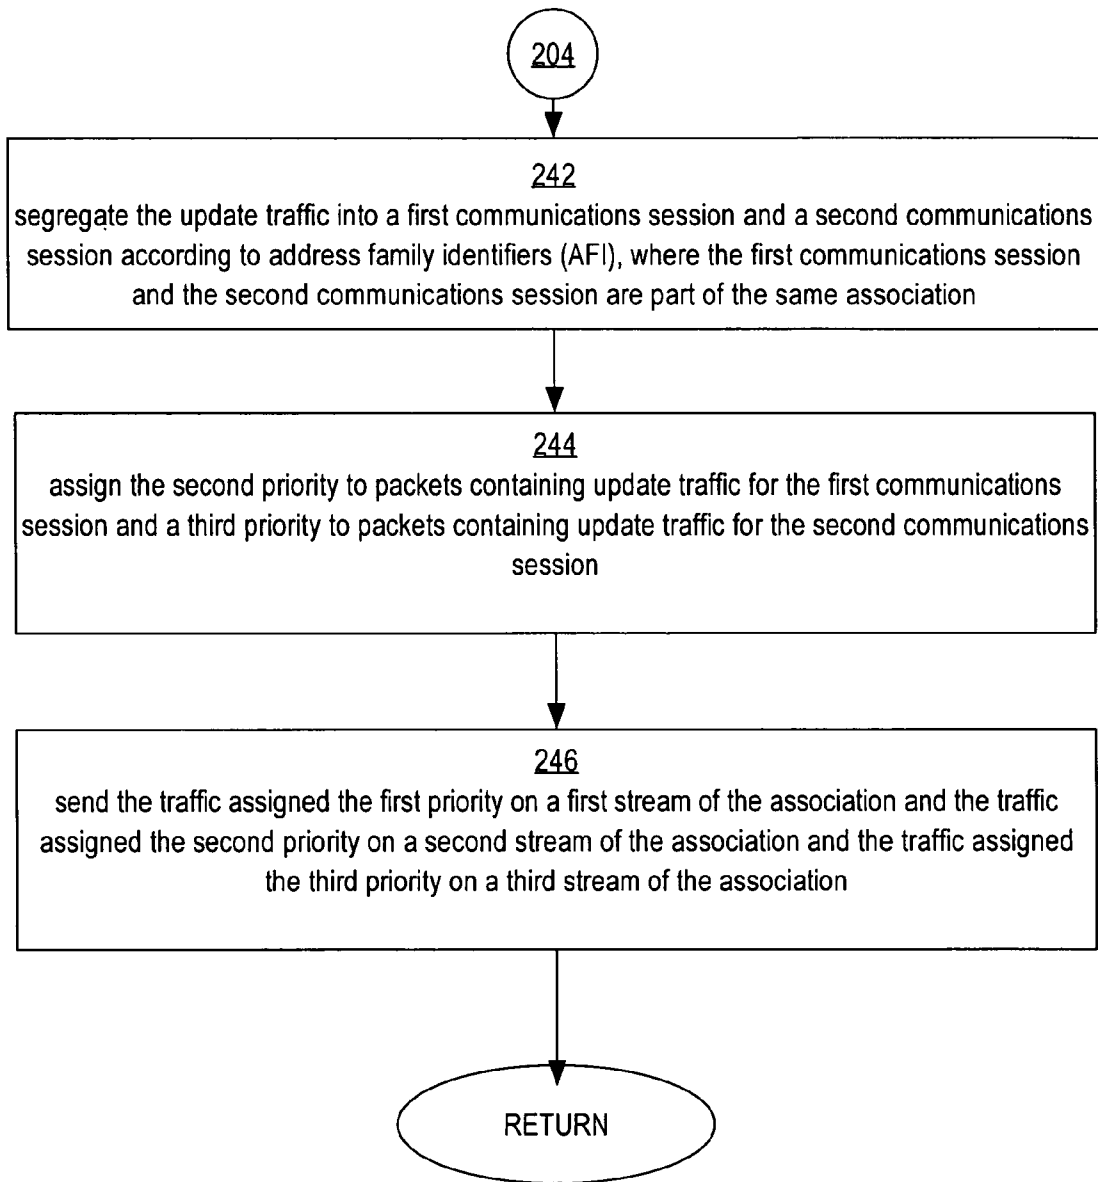 204
242
segregate the update traffic into a first communications session and a second communications
session according to address family identifiers (AFI), where the first communications session
and the second communications session are part of the same association
244
assign the second priority to packets containing update traffic for the first communications
session and a third priority to packets containing update traffic for the second communications
session
246
send the traffic assigned the first priority on a first stream of the association and the traffic
assigned the second priority on a second stream of the association and the traffic assigned
the third priority on a third stream of the association
RETURN